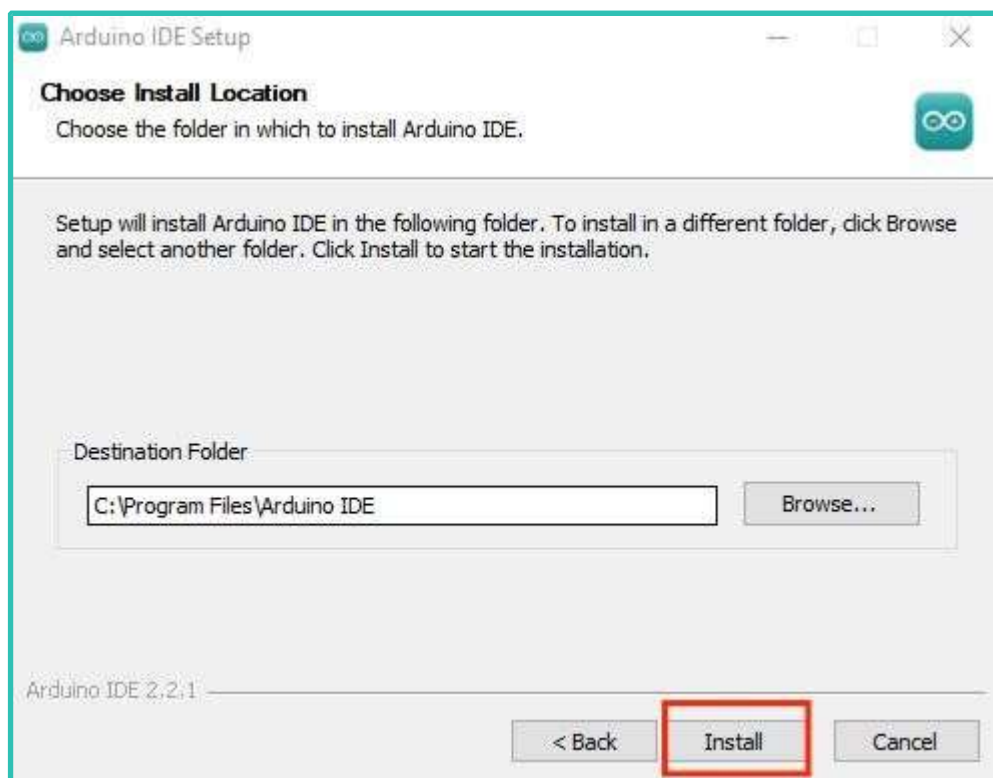 Arduino IDE Setup
Choose Install Location
Choose the folder in which to install Arduino IDE.
Setup will install Arduino IDE in the following folder. To install in a different folder, click Browse
and select another folder. Click Install to start the installation.
Destination Folder
C:\Program Files\Arduino IDE
Browse...
Arduino IDE 2.2.1
< Back Install Cancel